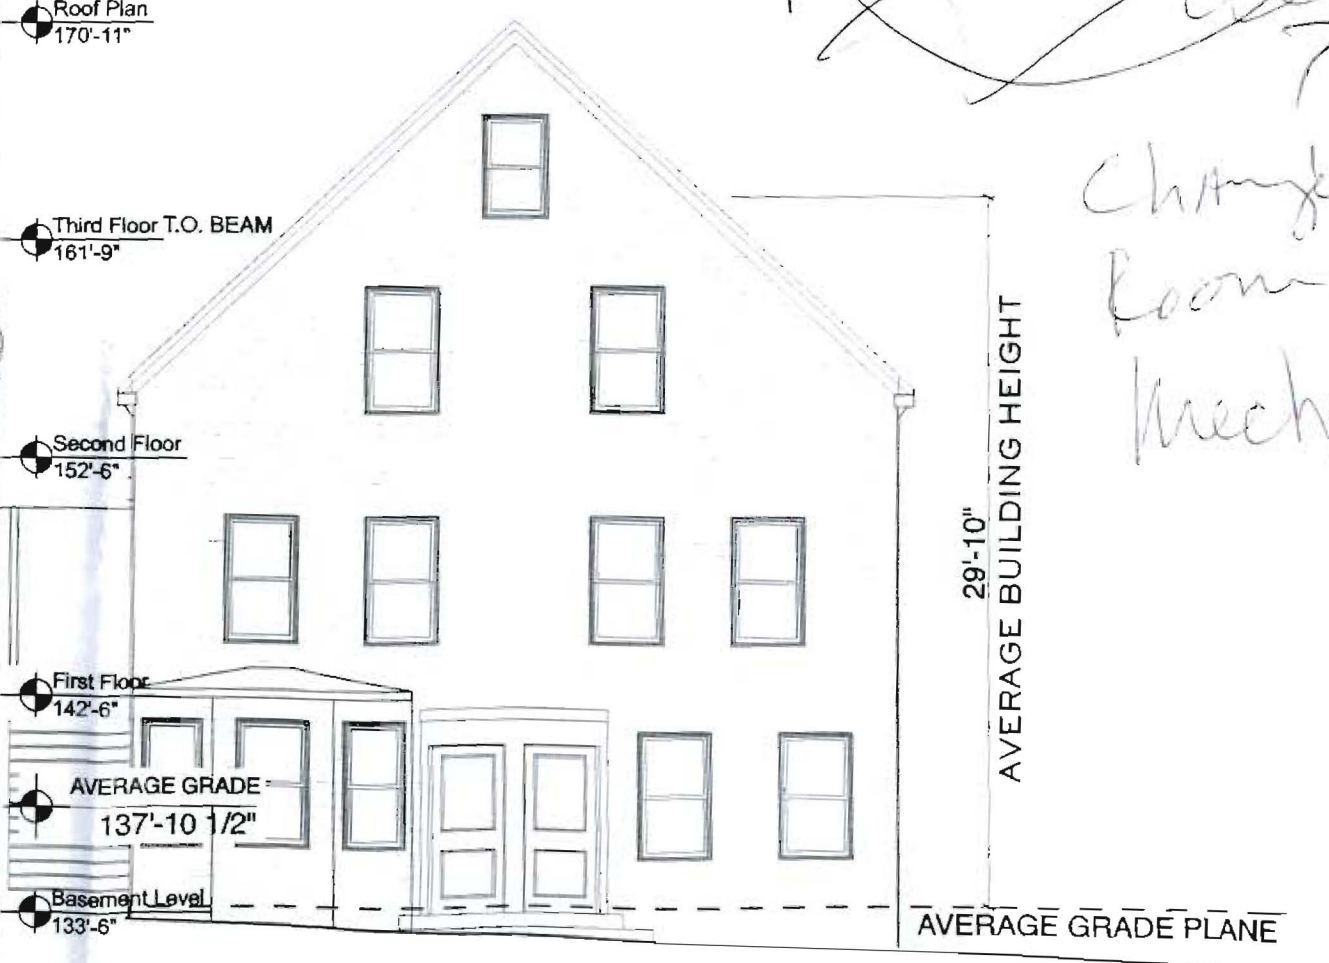 Roof Plan
170'-11"
Third Floor T.O. BEAM
161'-9"
Second Floor
152'-6"
First Floor
142'-6"
AVERAGE GRADE
137'-10 1/2"
Basement Level
133'-6"
29'-10"
AVERAGE BUILDING HEIGHT
AVERAGE GRADE PLANE
Room
Mech